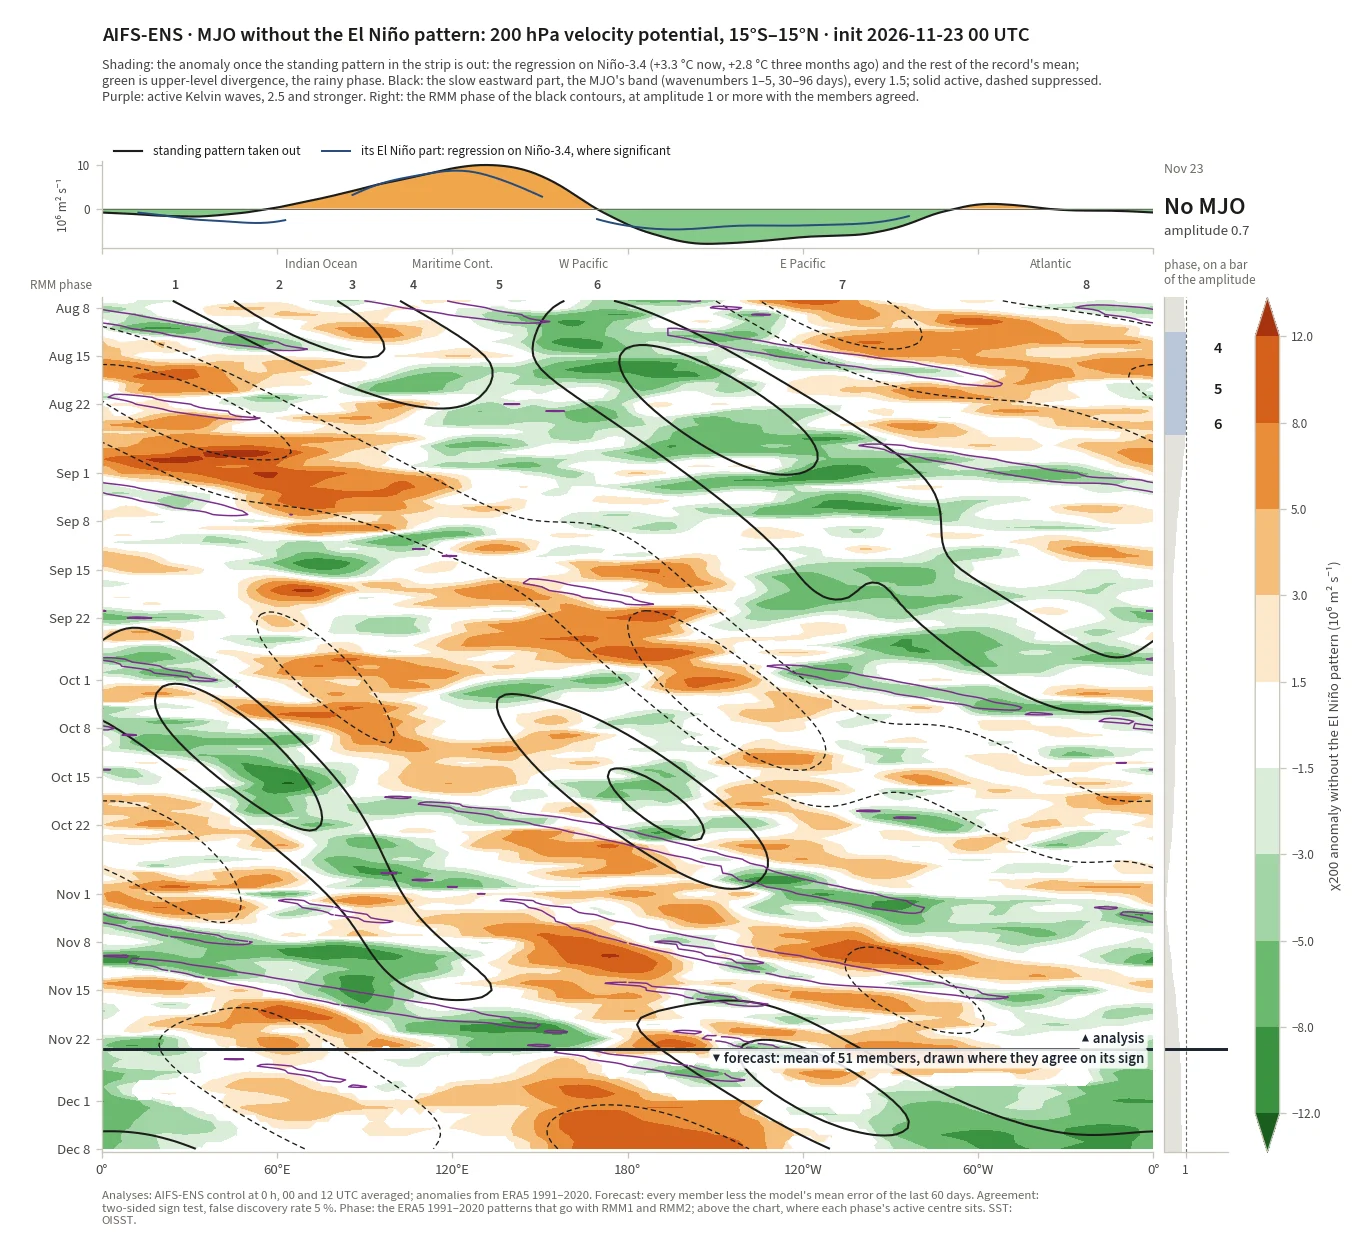 AIFS-ENS · MJO without the El Niño pattern: 200 hPa velocity potential, 15°S–15°N · init 2026-11-23 00 UTC
Shading: the anomaly once the standing pattern in the strip is out: the regression on Niño-3.4 (+3.3 °C now, +2.8 °C three months ago) and the rest of the record's mean;
green is upper-level divergence, the rainy phase. Black: the slow eastward part, the MJO's band (wavenumbers 1–5, 30–96 days), every 1.5; solid active, dashed suppressed.
Purple: active Kelvin waves, 2.5 and stronger. Right: the RMM phase of the black contours, at amplitude 1 or more with the members agreed.
standing pattern taken out
its El Niño part: regression on Niño-3.4, where significant
10
0
10⁶ m² s⁻¹
Nov 23
No MJO
amplitude 0.7
Indian Ocean
Maritime Cont.
W Pacific
E Pacific
Atlantic
phase, on a bar
of the amplitude
RMM phase
1
2
3
4
5
6
7
8
Aug 8
Aug 15
Aug 22
Sep 1
Sep 8
Sep 15
Sep 22
Oct 1
Oct 8
Oct 15
Oct 22
Nov 1
Nov 8
Nov 15
Nov 22
Dec 1
Dec 8
4
5
6
▲ analysis
▼ forecast: mean of 51 members, drawn where they agree on its sign
0°
60°E
120°E
180°
120°W
60°W
0°
1
12.0
8.0
5.0
3.0
1.5
−1.5
−3.0
−5.0
−8.0
−12.0
χ200 anomaly without the El Niño pattern (10⁶ m² s⁻¹)
Analyses: AIFS-ENS control at 0 h, 00 and 12 UTC averaged; anomalies from ERA5 1991–2020. Forecast: every member less the model's mean error of the last 60 days. Agreement:
two-sided sign test, false discovery rate 5 %. Phase: the ERA5 1991–2020 patterns that go with RMM1 and RMM2; above the chart, where each phase's active centre sits. SST:
OISST.